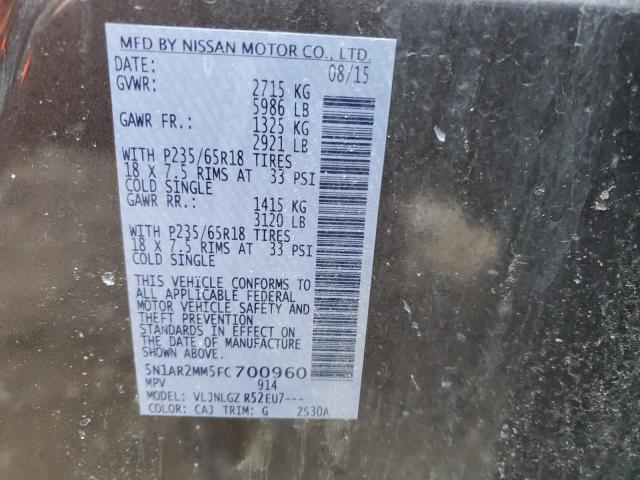 MFD BY NISSAN MOTOR CO., LTD.
DATE: 08/15
GVWR: 2715 KG
5986 LB
GAWR FR.: 1325 KG
2921 LB
WITH P235/65R18 TIRES
18 X 7.5 RIMS AT 33 PSI
COLD SINGLE
GAWR RR.: 1415 KG
3120 LB
WITH P235/65R18 TIRES
18 X 7.5 RIMS AT 33 PSI
COLD SINGLE
THIS VEHICLE CONFORMS TO
ALL APPLICABLE FEDERAL
MOTOR VEHICLE SAFETY AND
THEFT PREVENTION
STANDARDS IN EFFECT ON
THE DATE OF MANUFACTURE
SHOWN ABOVE.
5N1AR2MM5FC700960
MPV 914
MODEL: VLJNLGZ R52EU7---
COLOR: CAJ TRIM: G ZS30A